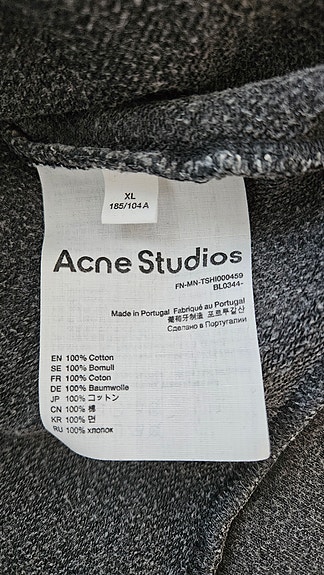 XL
185/104A
Acne Studios
FN-MN-TSHI000459
BL0344-
Made in Portugal Fabriqué au Portugal
葡萄牙制造 포르투갈산
Сделано в Португалии
EN 100% Cotton
SE 100% Bomull
FR 100% Coton
DE 100% Baumwolle
JP 100% コットン
CN 100% 棉
KR 100% 면
RU 100% хлопок